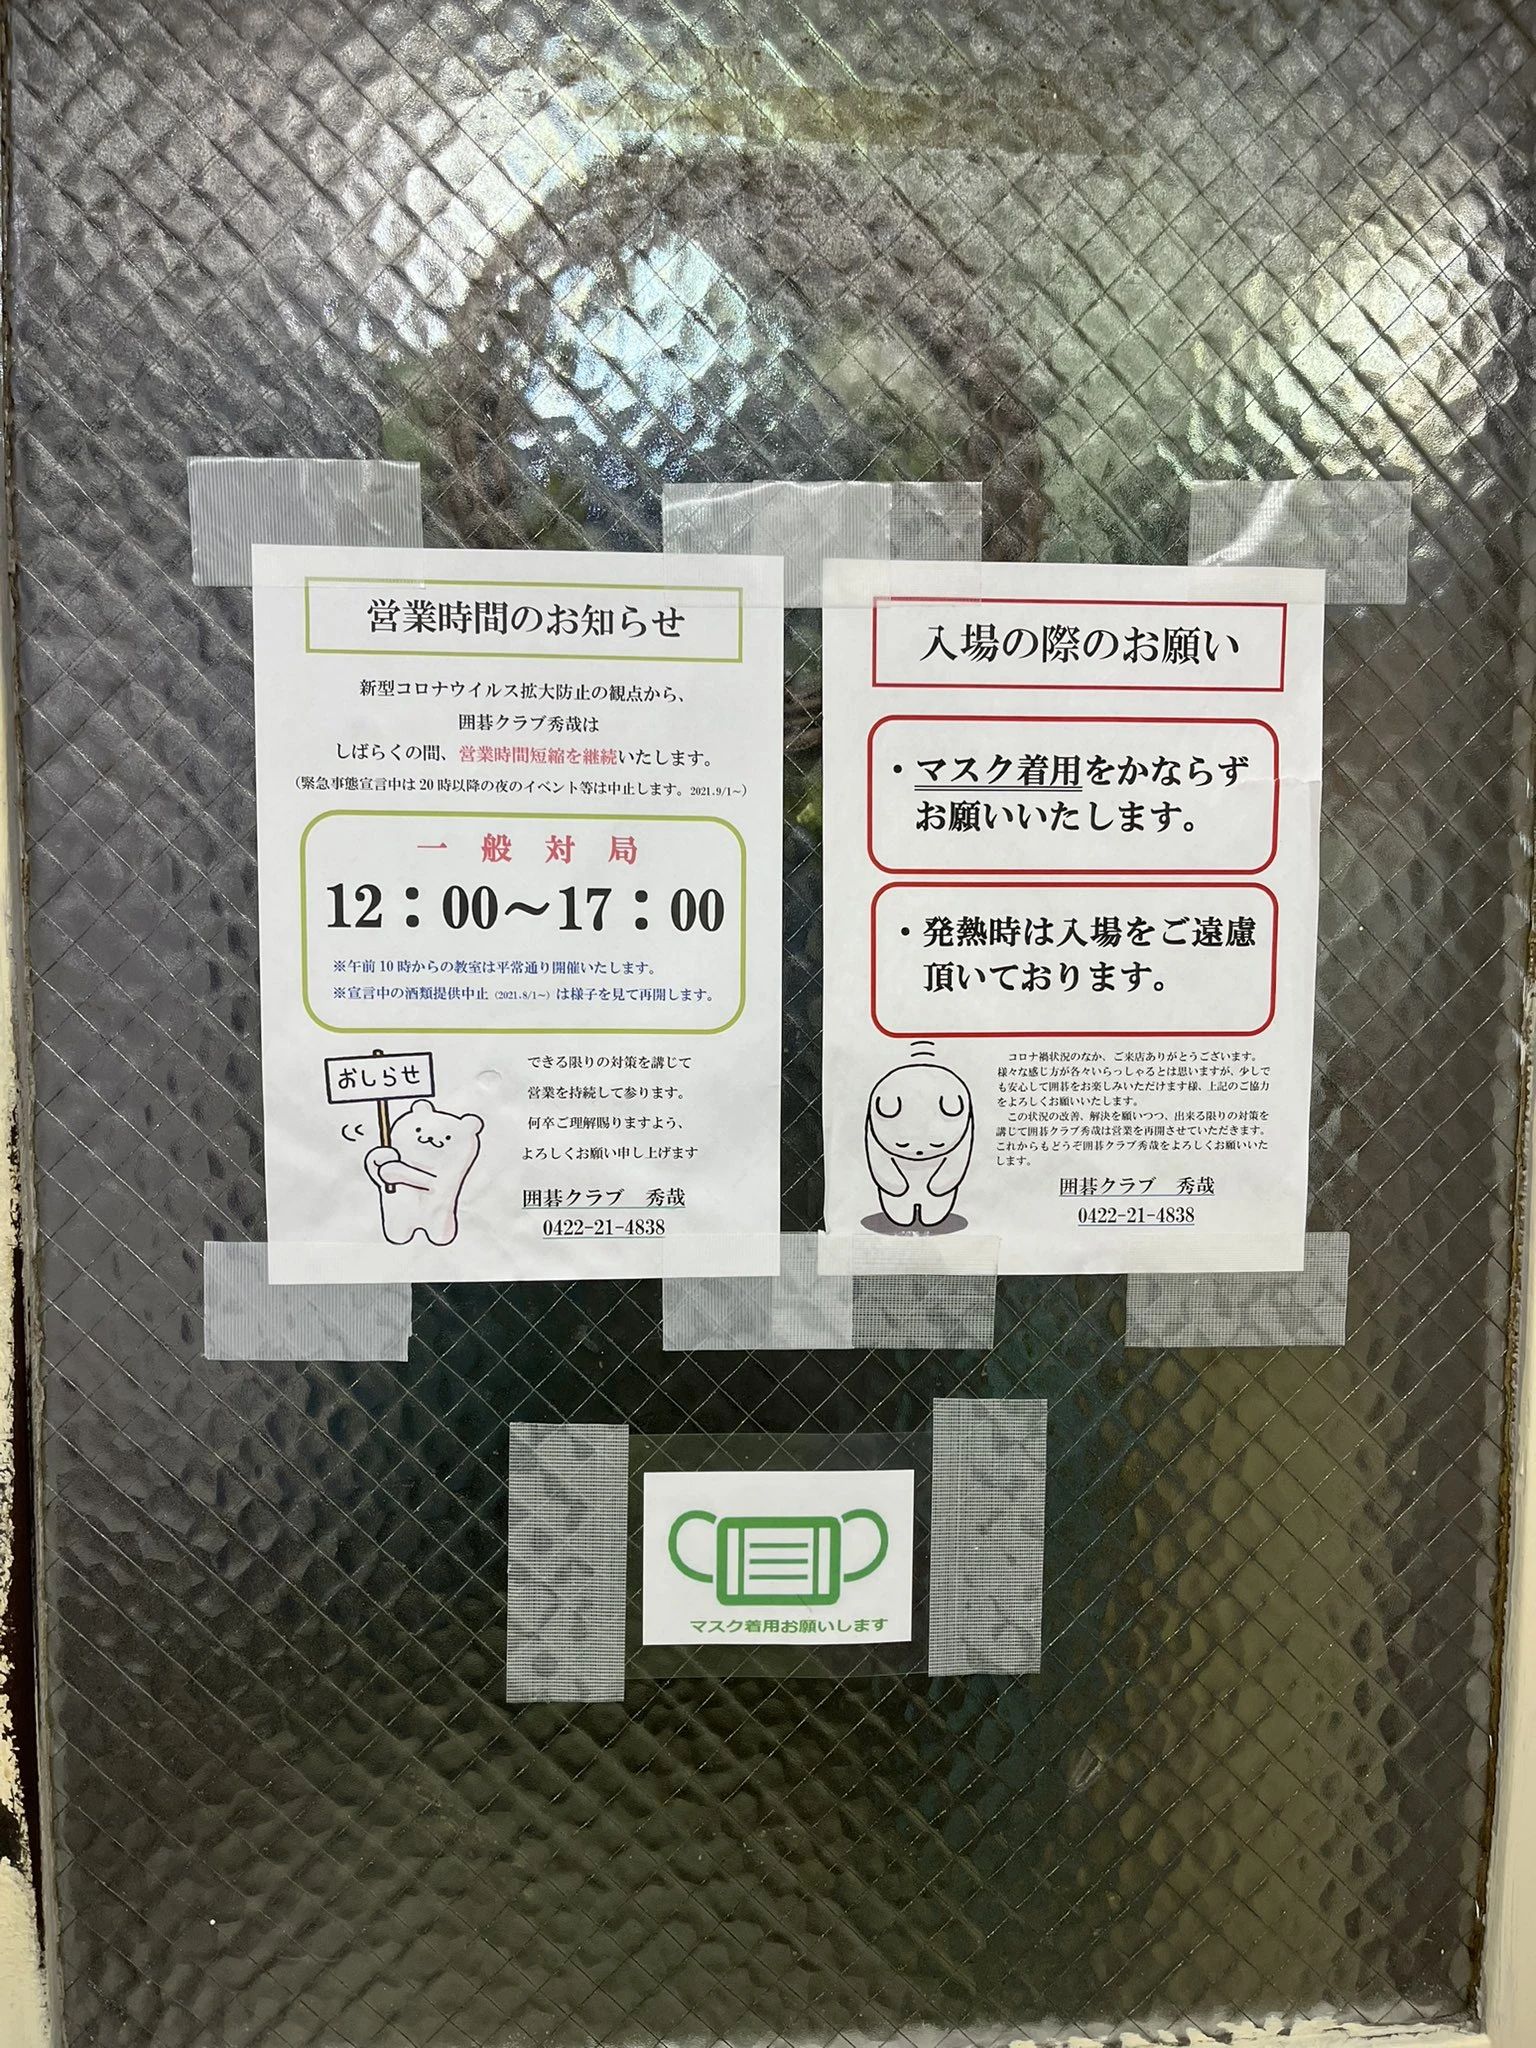 営業時間のお知らせ
新型コロナウイルス拡大防止の観点から、
囲碁クラブ秀哉は
しばらくの間、営業時間短縮を継続いたします。
（緊急事態宣言中は20時以降の夜のイベント等は中止します。2021.9/1～）
一般対局
12：00～17：00
※午前10時からの教室は平常通り開催いたします。
※宣言中の酒類提供中止（2021.8/1～）は様子を見て再開します。
おしらせ
できる限りの対策を講じて
営業を持続して参ります。
何卒ご理解賜りますよう、
よろしくお願い申し上げます
囲碁クラブ　秀哉
0422-21-4838
入場の際のお願い
・マスク着用をかならず
お願いいたします。
・発熱時は入場をご遠慮
頂いております。
コロナ禍状況のなか、ご来店ありがとうございます。
様々な感じ方が各々いらっしゃるとは思いますが、少しで
も安心して囲碁をお楽しみいただけます様、上記のご協力
をよろしくお願いいたします。
この状況の改善、解決を願いつつ、出来る限りの対策を
講じて囲碁クラブ秀哉は営業を再開させていただきます。
これからもどうぞ囲碁クラブ秀哉をよろしくお願いいた
します。
囲碁クラブ　秀哉
0422-21-4838
マスク着用お願いします